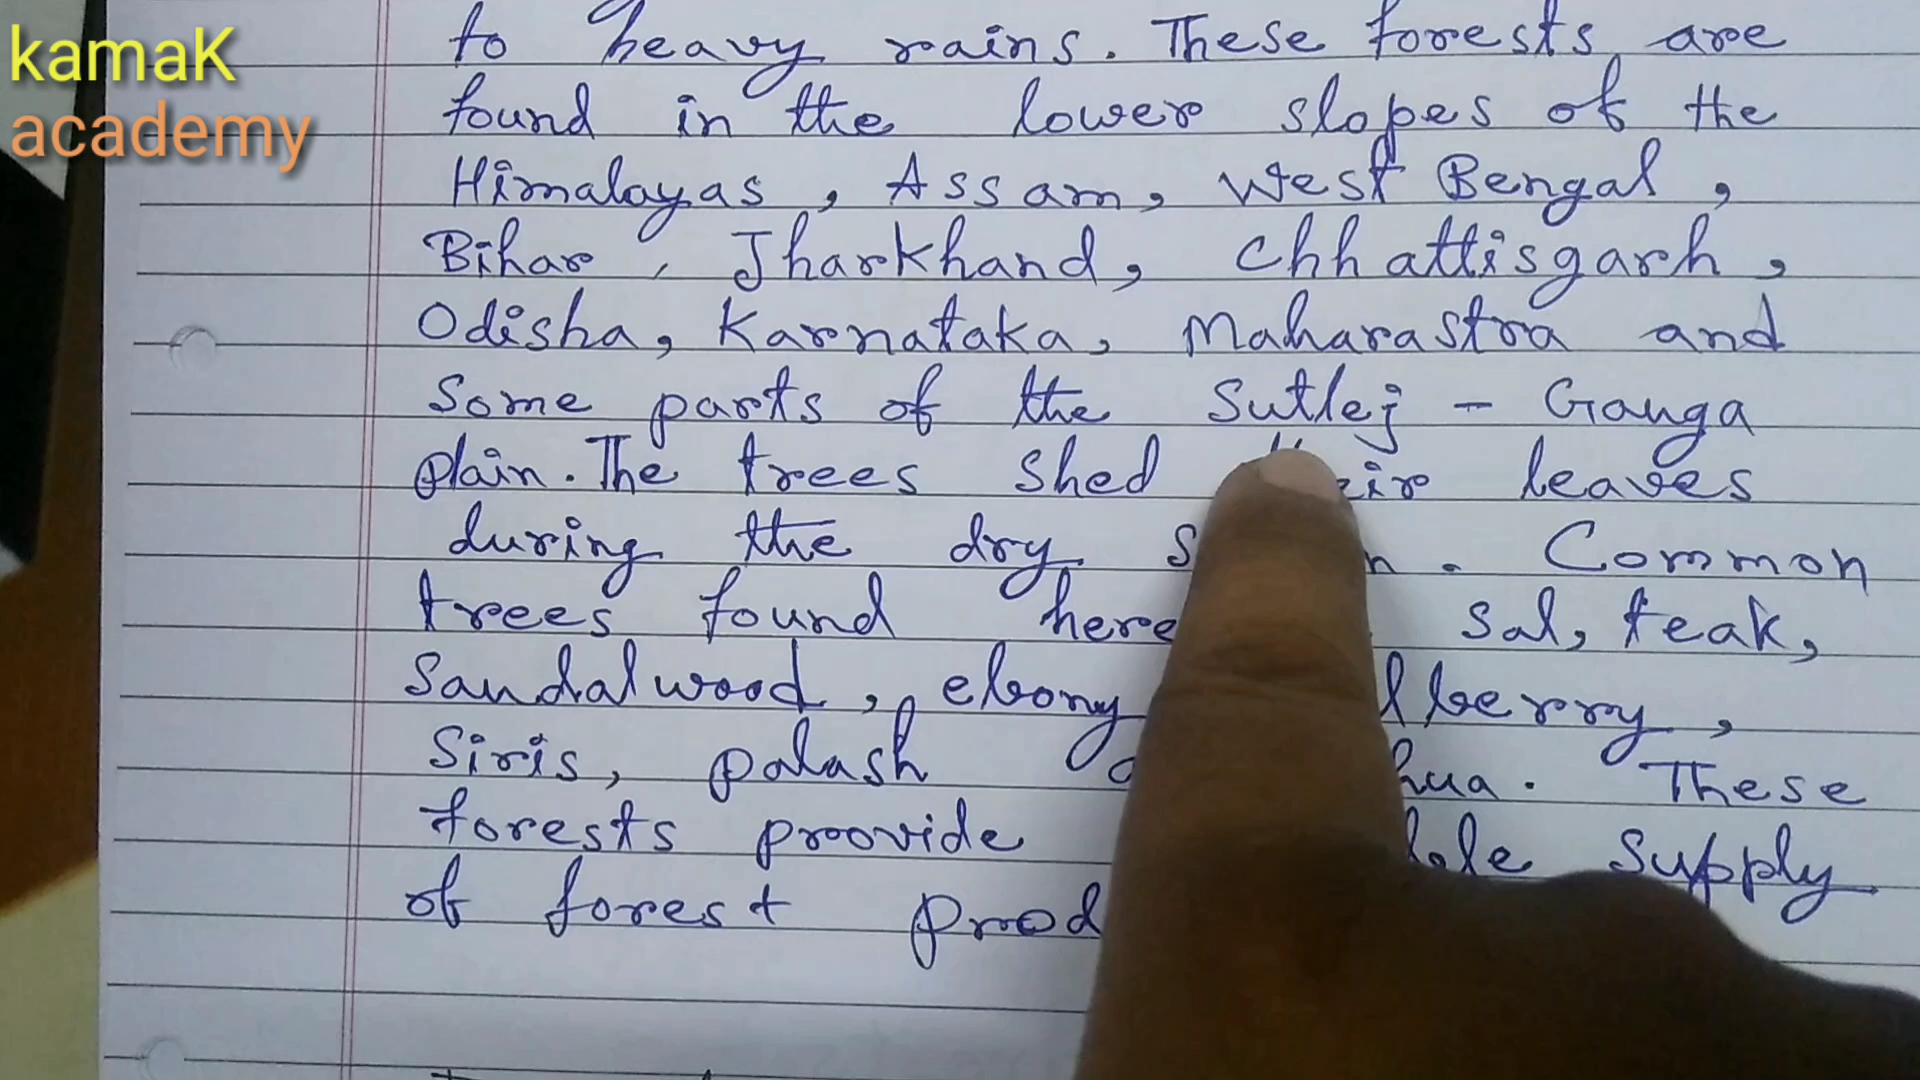 kamaK
academy
to heavy rains. These forests are
found in the lower slopes of the
Himalayas, Assam, West Bengal,
Bihar, Jharkhand, Chhattisgarh,
Odisha, Karnataka, Maharastra and
Some parts of the Sutlej - Ganga
plain. The trees shed leaves
during the dry . Common
trees found here sal, teak,
Sandalwood, ebony
Siris, palash These
forests provide Supply
of forest